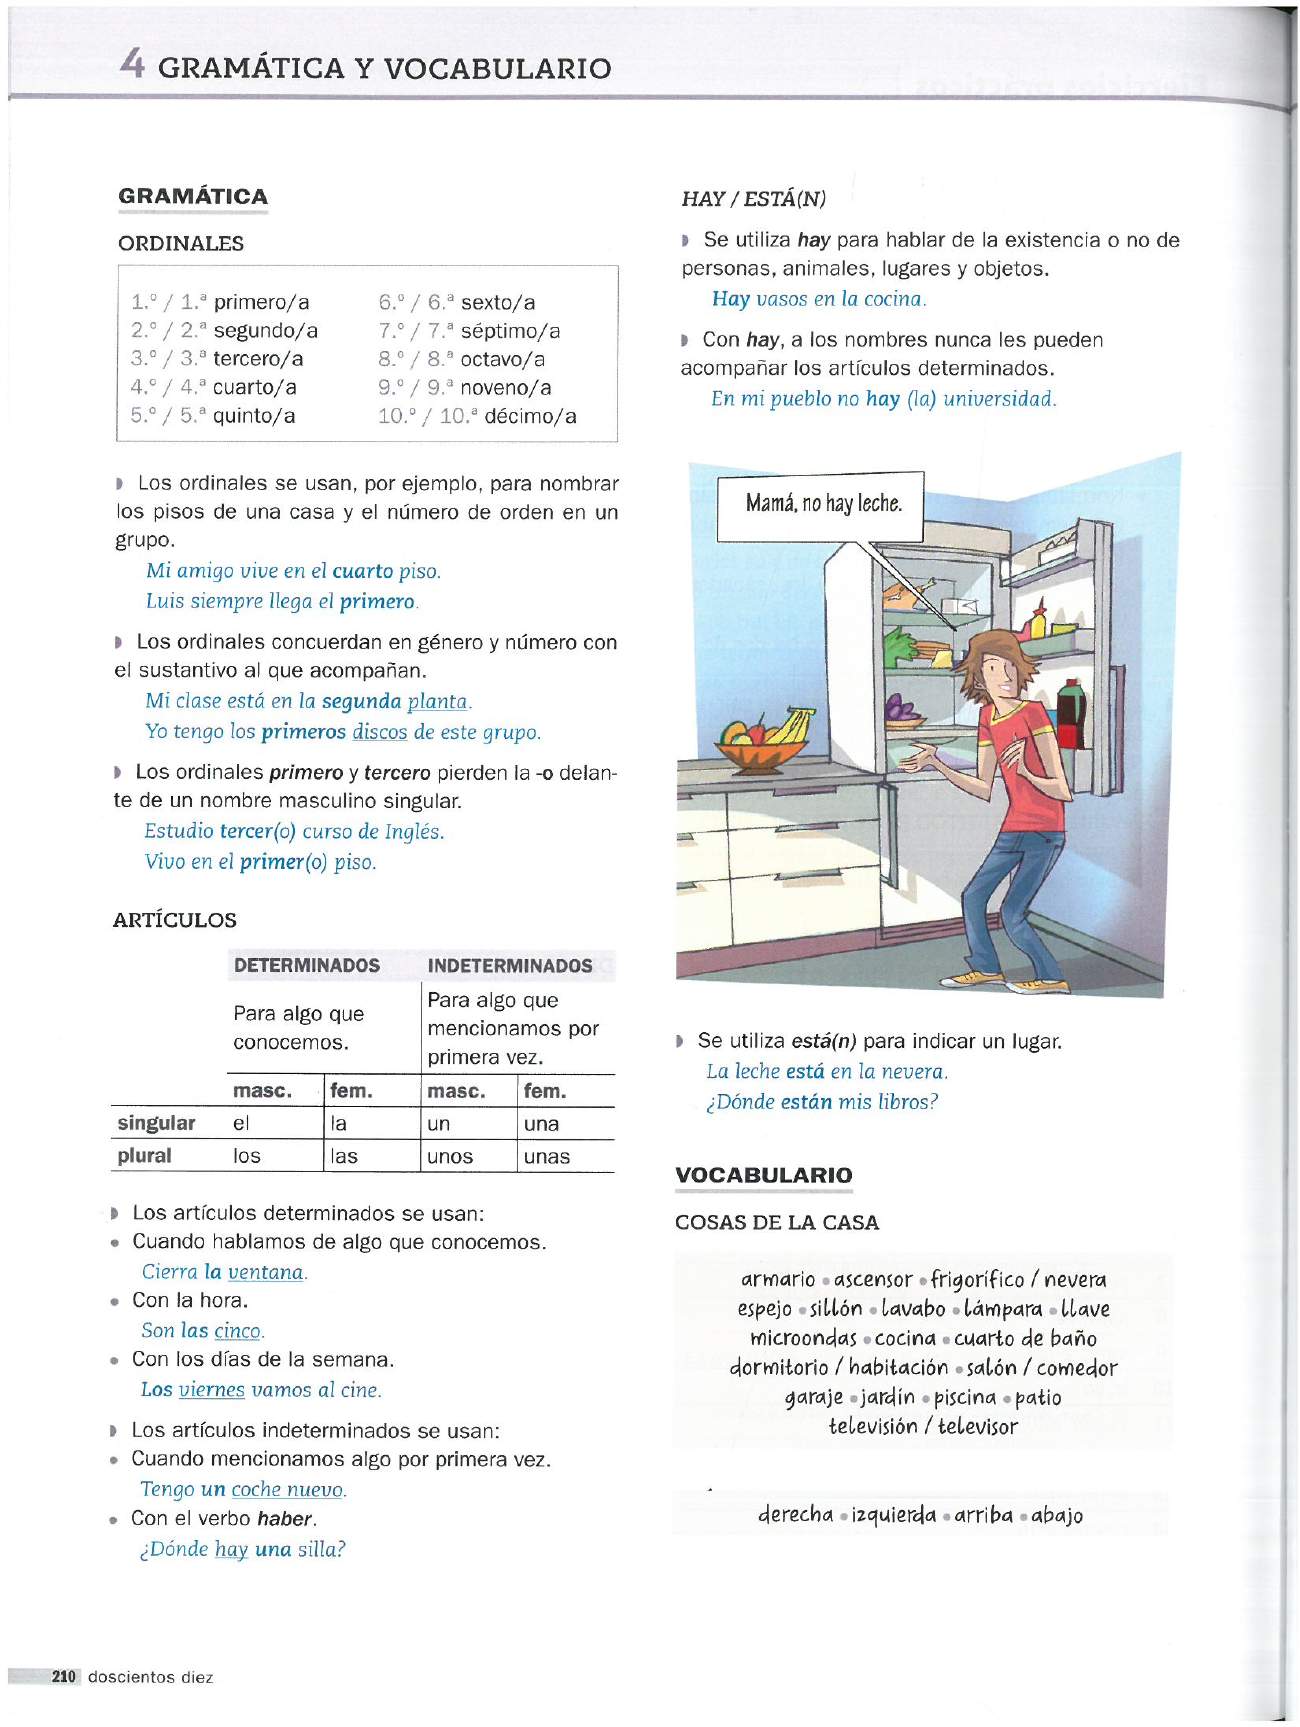 4 GRAMÁTICA Y VOCABULARIO
GRAMÁTICA
ORDINALES
1.º / 1.ª primero/a
2.º / 2.ª segundo/a
3.º / 3.ª tercero/a
4.º / 4.ª cuarto/a
5.º / 5.ª quinto/a
6.º / 6.ª sexto/a
7.º / 7.ª séptimo/a
8.º / 8.ª octavo/a
9.º / 9.ª noveno/a
10.º / 10.ª décimo/a
Los ordinales se usan, por ejemplo, para nombrar
los pisos de una casa y el número de orden en un
grupo.
Mi amigo vive en el cuarto piso.
Luis siempre llega el primero.
Los ordinales concuerdan en género y número con
el sustantivo al que acompañan.
Mi clase está en la segunda planta.
Yo tengo los primeros discos de este grupo.
Los ordinales primero y tercero pierden la -o delan-
te de un nombre masculino singular.
Estudio tercer(o) curso de Inglés.
Vivo en el primer(o) piso.
ARTÍCULOS
DETERMINADOS INDETERMINADOS
Para algo que
conocemos.
Para algo que
mencionamos por
primera vez.
masc. fem. masc. fem.
singular el la un una
plural los las unos unas
Los artículos determinados se usan:
• Cuando hablamos de algo que conocemos.
Cierra la ventana.
• Con la hora.
Son las cinco.
• Con los días de la semana.
Los viernes vamos al cine.
Los artículos indeterminados se usan:
• Cuando mencionamos algo por primera vez.
Tengo un coche nuevo.
• Con el verbo haber.
¿Dónde hay una silla?
HAY / ESTÁ(N)
Se utiliza hay para hablar de la existencia o no de
personas, animales, lugares y objetos.
Hay vasos en la cocina.
Con hay, a los nombres nunca les pueden
acompañar los artículos determinados.
En mi pueblo no hay (la) universidad.
Mamá, no hay leche.
Se utiliza está(n) para indicar un lugar.
La leche está en la nevera.
¿Dónde están mis libros?
VOCABULARIO
COSAS DE LA CASA
armario • ascensor • frigorífico / nevera
espejo • sillón • lavabo • lámpara • llave
microondas • cocina • cuarto de baño
dormitorio / habitación • salón / comedor
garaje • jardín • piscina • patio
televisión / televisor
derecha • izquierda • arriba • abajo
210 doscientos diez